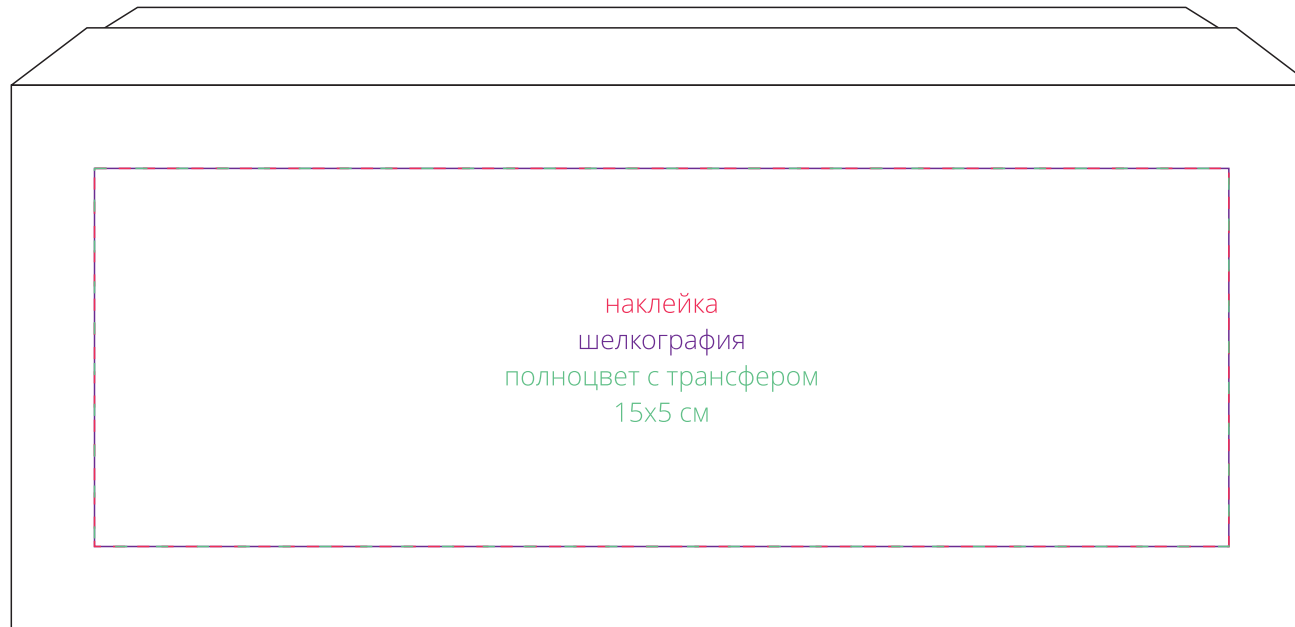 наклейка
шелкография
полноцвет с трансфером
15х5 см